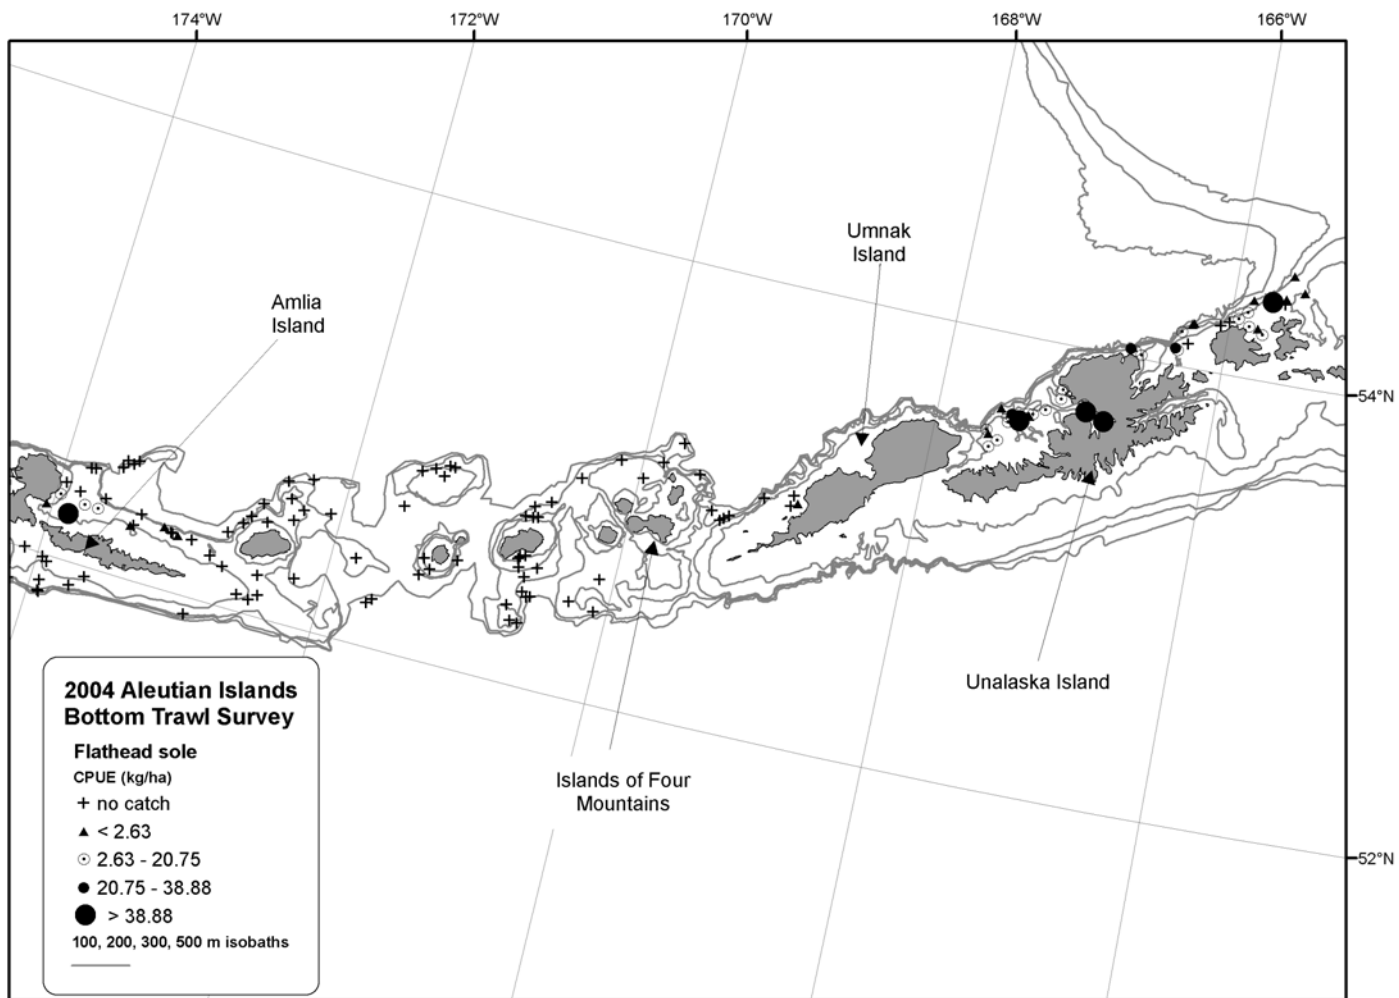 174°W
172°W
170°W
168°W
166°W
Umnak
Island
Amlia
Island
54°N
Unalaska Island
Islands of Four
Mountains
52°N
2004 Aleutian Islands
Bottom Trawl Survey
Flathead sole
CPUE (kg/ha)
no catch
< 2.63
2.63 - 20.75
20.75 - 38.88
> 38.88
100, 200, 300, 500 m isobaths